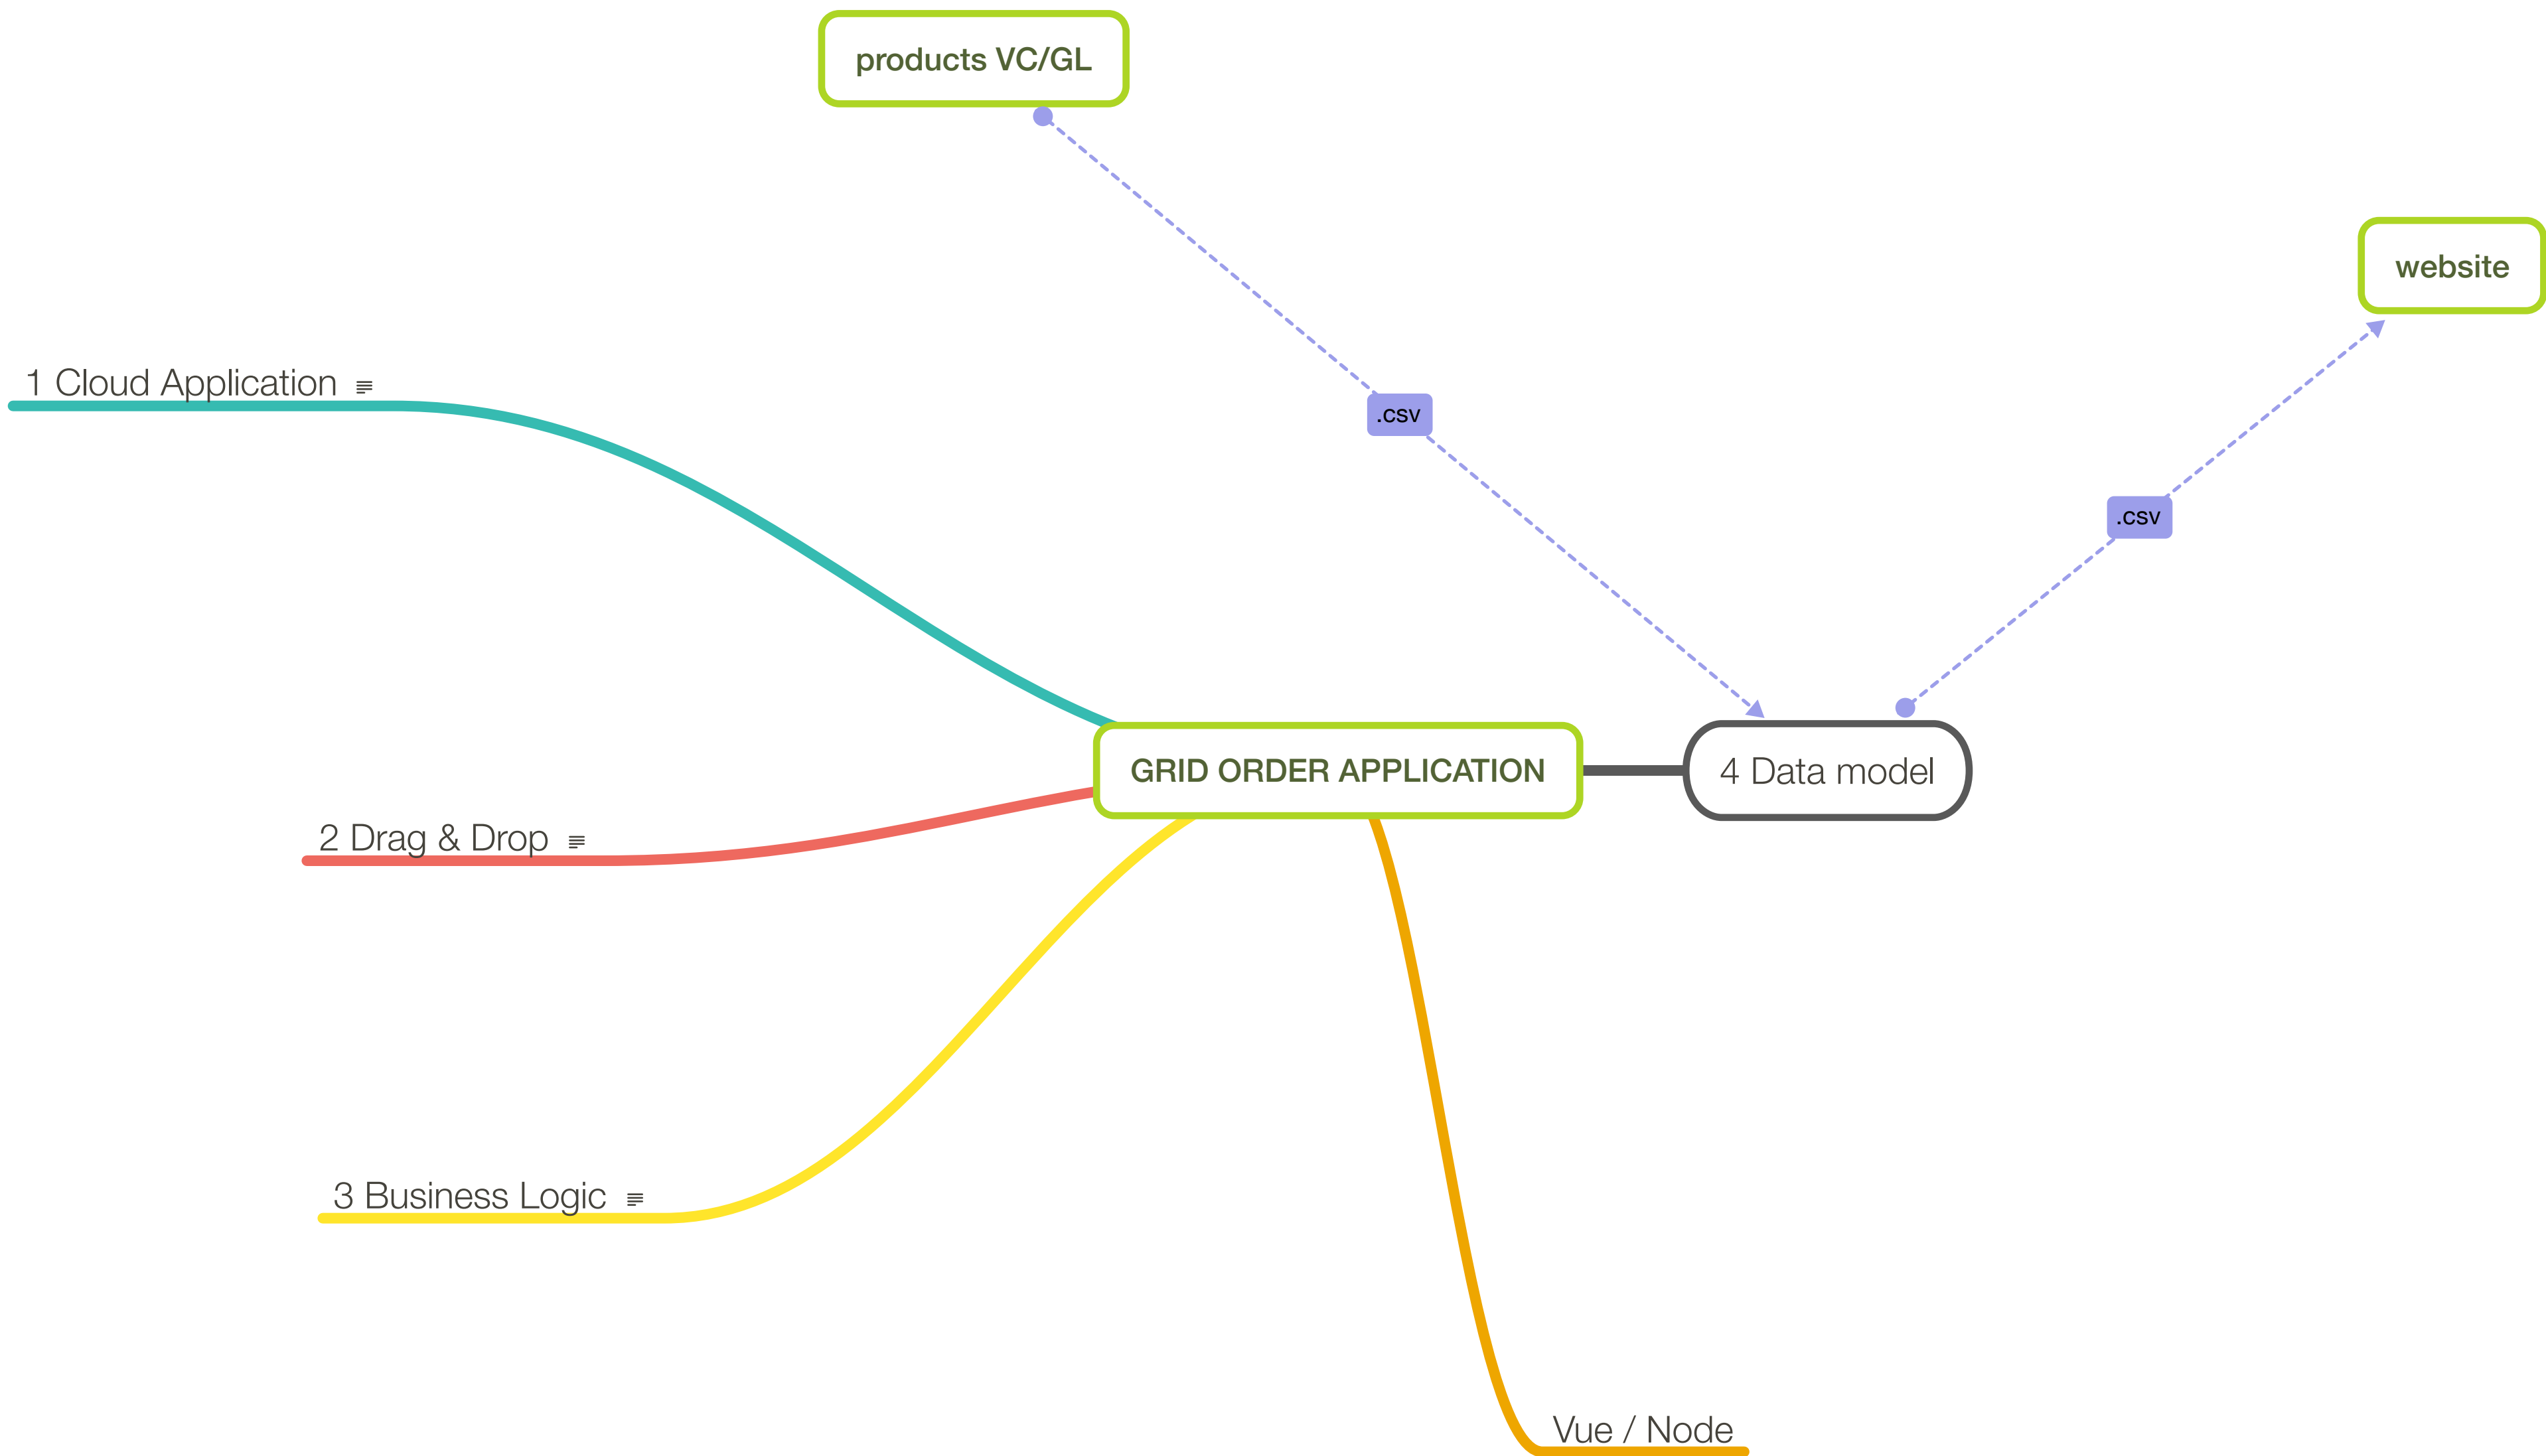 products VC/GL
website
1 Cloud Application
.csv
.csv
GRID ORDER APPLICATION
4 Data model
2 Drag & Drop
3 Business Logic
Vue / Node